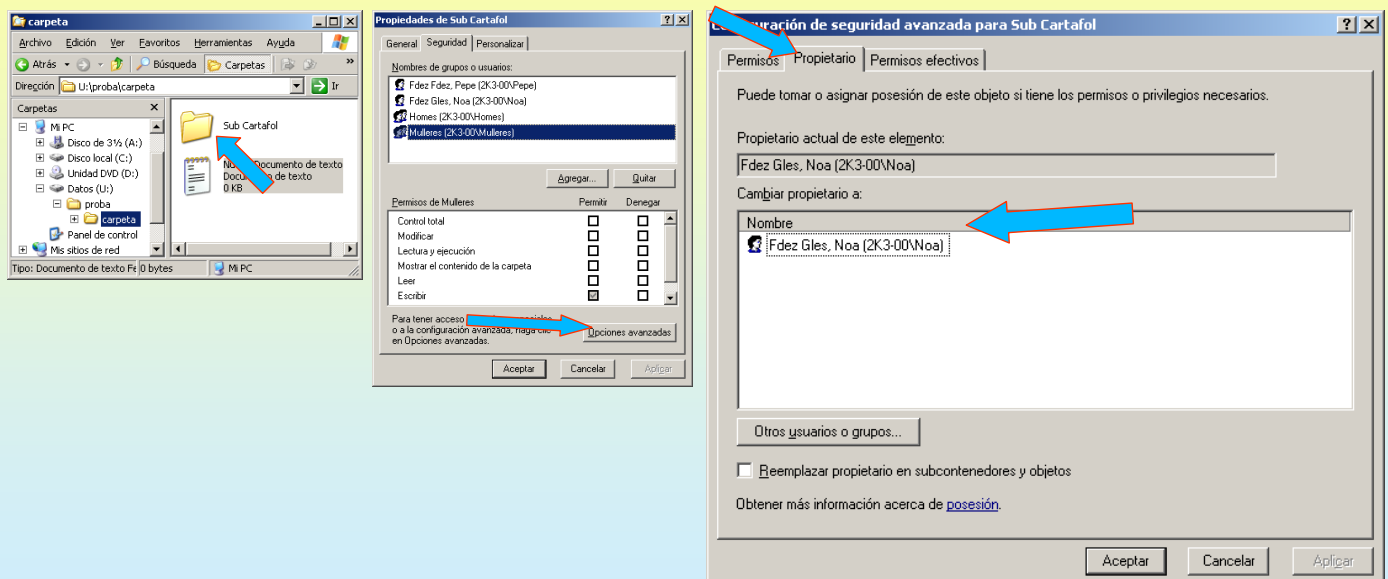 carpeta
Archivo Edición Ver Favoritos Herramientas Ayuda
Atrás Búsqueda Carpetas »
Dirección U:\proba\carpeta Ir
Carpetas
Mi PC
Disco de 3½ (A:)
Disco local (C:)
Unidad DVD (D:)
Datos (U:)
proba
carpeta
Panel de control
Mis sitios de red
Sub Cartafol
Documento de texto
Documento de texto
0 KB
Tipo: Documento de texto Fe 0 bytes Mi PC
Propiedades de Sub Cartafol
General Seguridad Personalizar
Nombres de grupos o usuarios:
Fdez Fdez, Pepe (2K3-00\Pepe)
Fdez Gles, Noa (2K3-00\Noa)
Homes (2K3-00\Homes)
Mulleres (2K3-00\Mulleres)
Agregar... Quitar
Permisos de Mulleres Permitir Denegar
Control total
Modificar
Lectura y ejecución
Mostrar el contenido de la carpeta
Leer
Escribir
Para tener acceso
o a la configuración avanzada, haga clic
en Opciones avanzadas.
Opciones avanzadas
Aceptar Cancelar Aplicar
Configuración de seguridad avanzada para Sub Cartafol
Permisos Propietario Permisos efectivos
Puede tomar o asignar posesión de este objeto si tiene los permisos o privilegios necesarios.
Propietario actual de este elemento:
Fdez Gles, Noa (2K3-00\Noa)
Cambiar propietario a:
Nombre
Fdez Gles, Noa (2K3-00\Noa)
Otros usuarios o grupos...
Reemplazar propietario en subcontenedores y objetos
Obtener más información acerca de posesión.
Aceptar Cancelar Aplicar